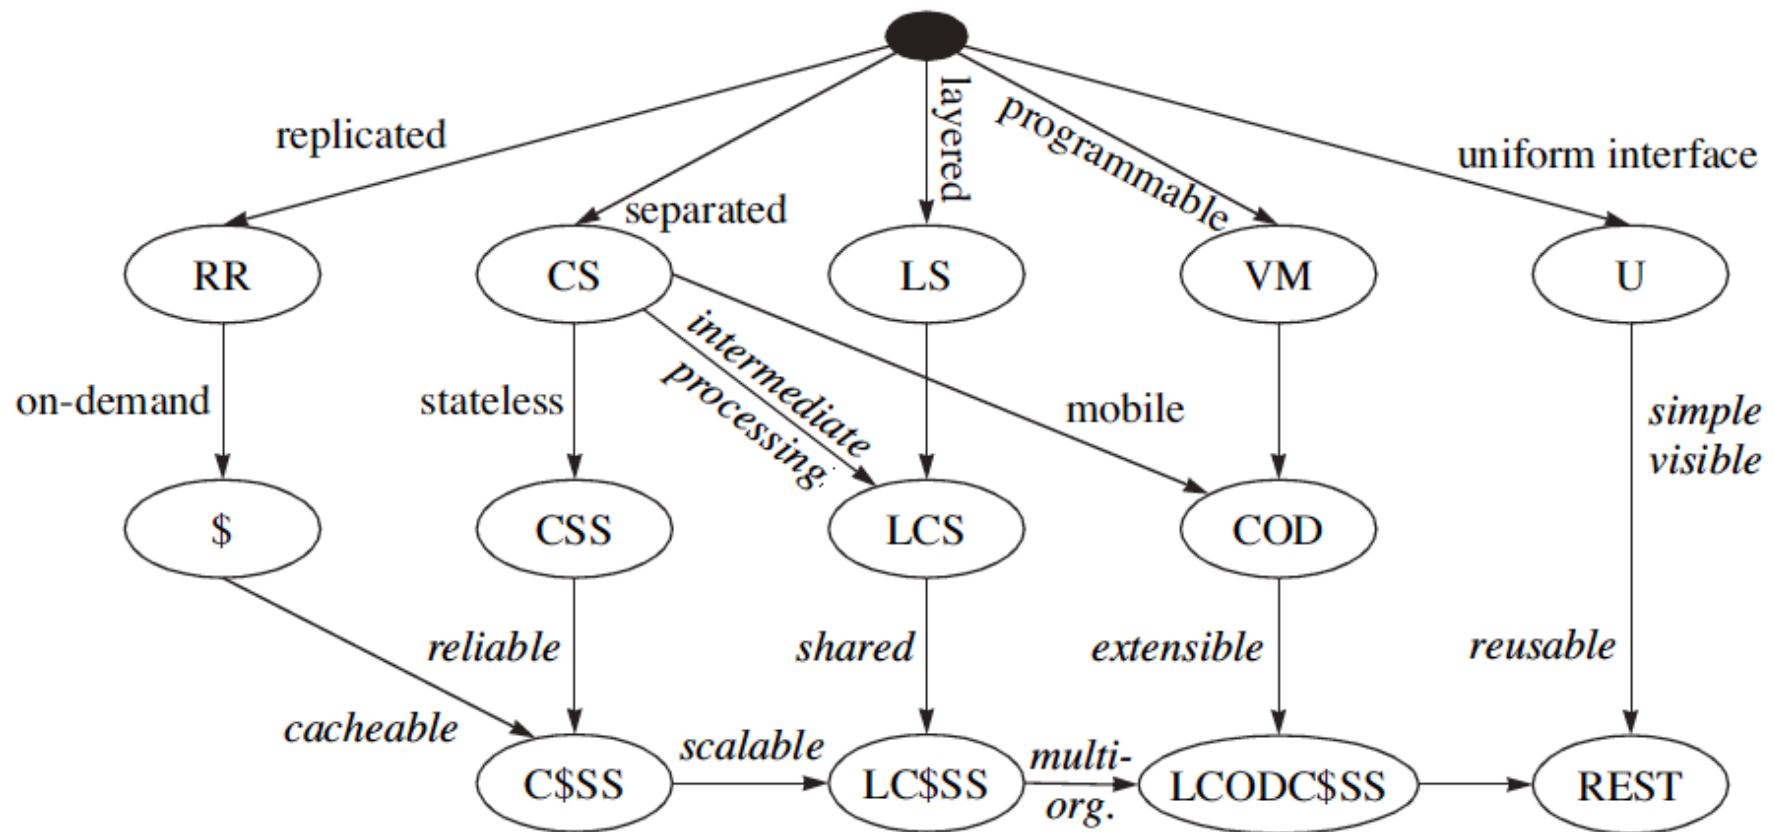 layered
programmable
replicated
uniform interface
separated
RR
CS
LS
VM
U
intermediate
processing
on-demand
stateless
mobile
simple
visible
$
CSS
LCS
COD
reliable
shared
extensible
reusable
cacheable
scalable
multi-
org.
C$SS
LC$SS
LCODC$SS
REST